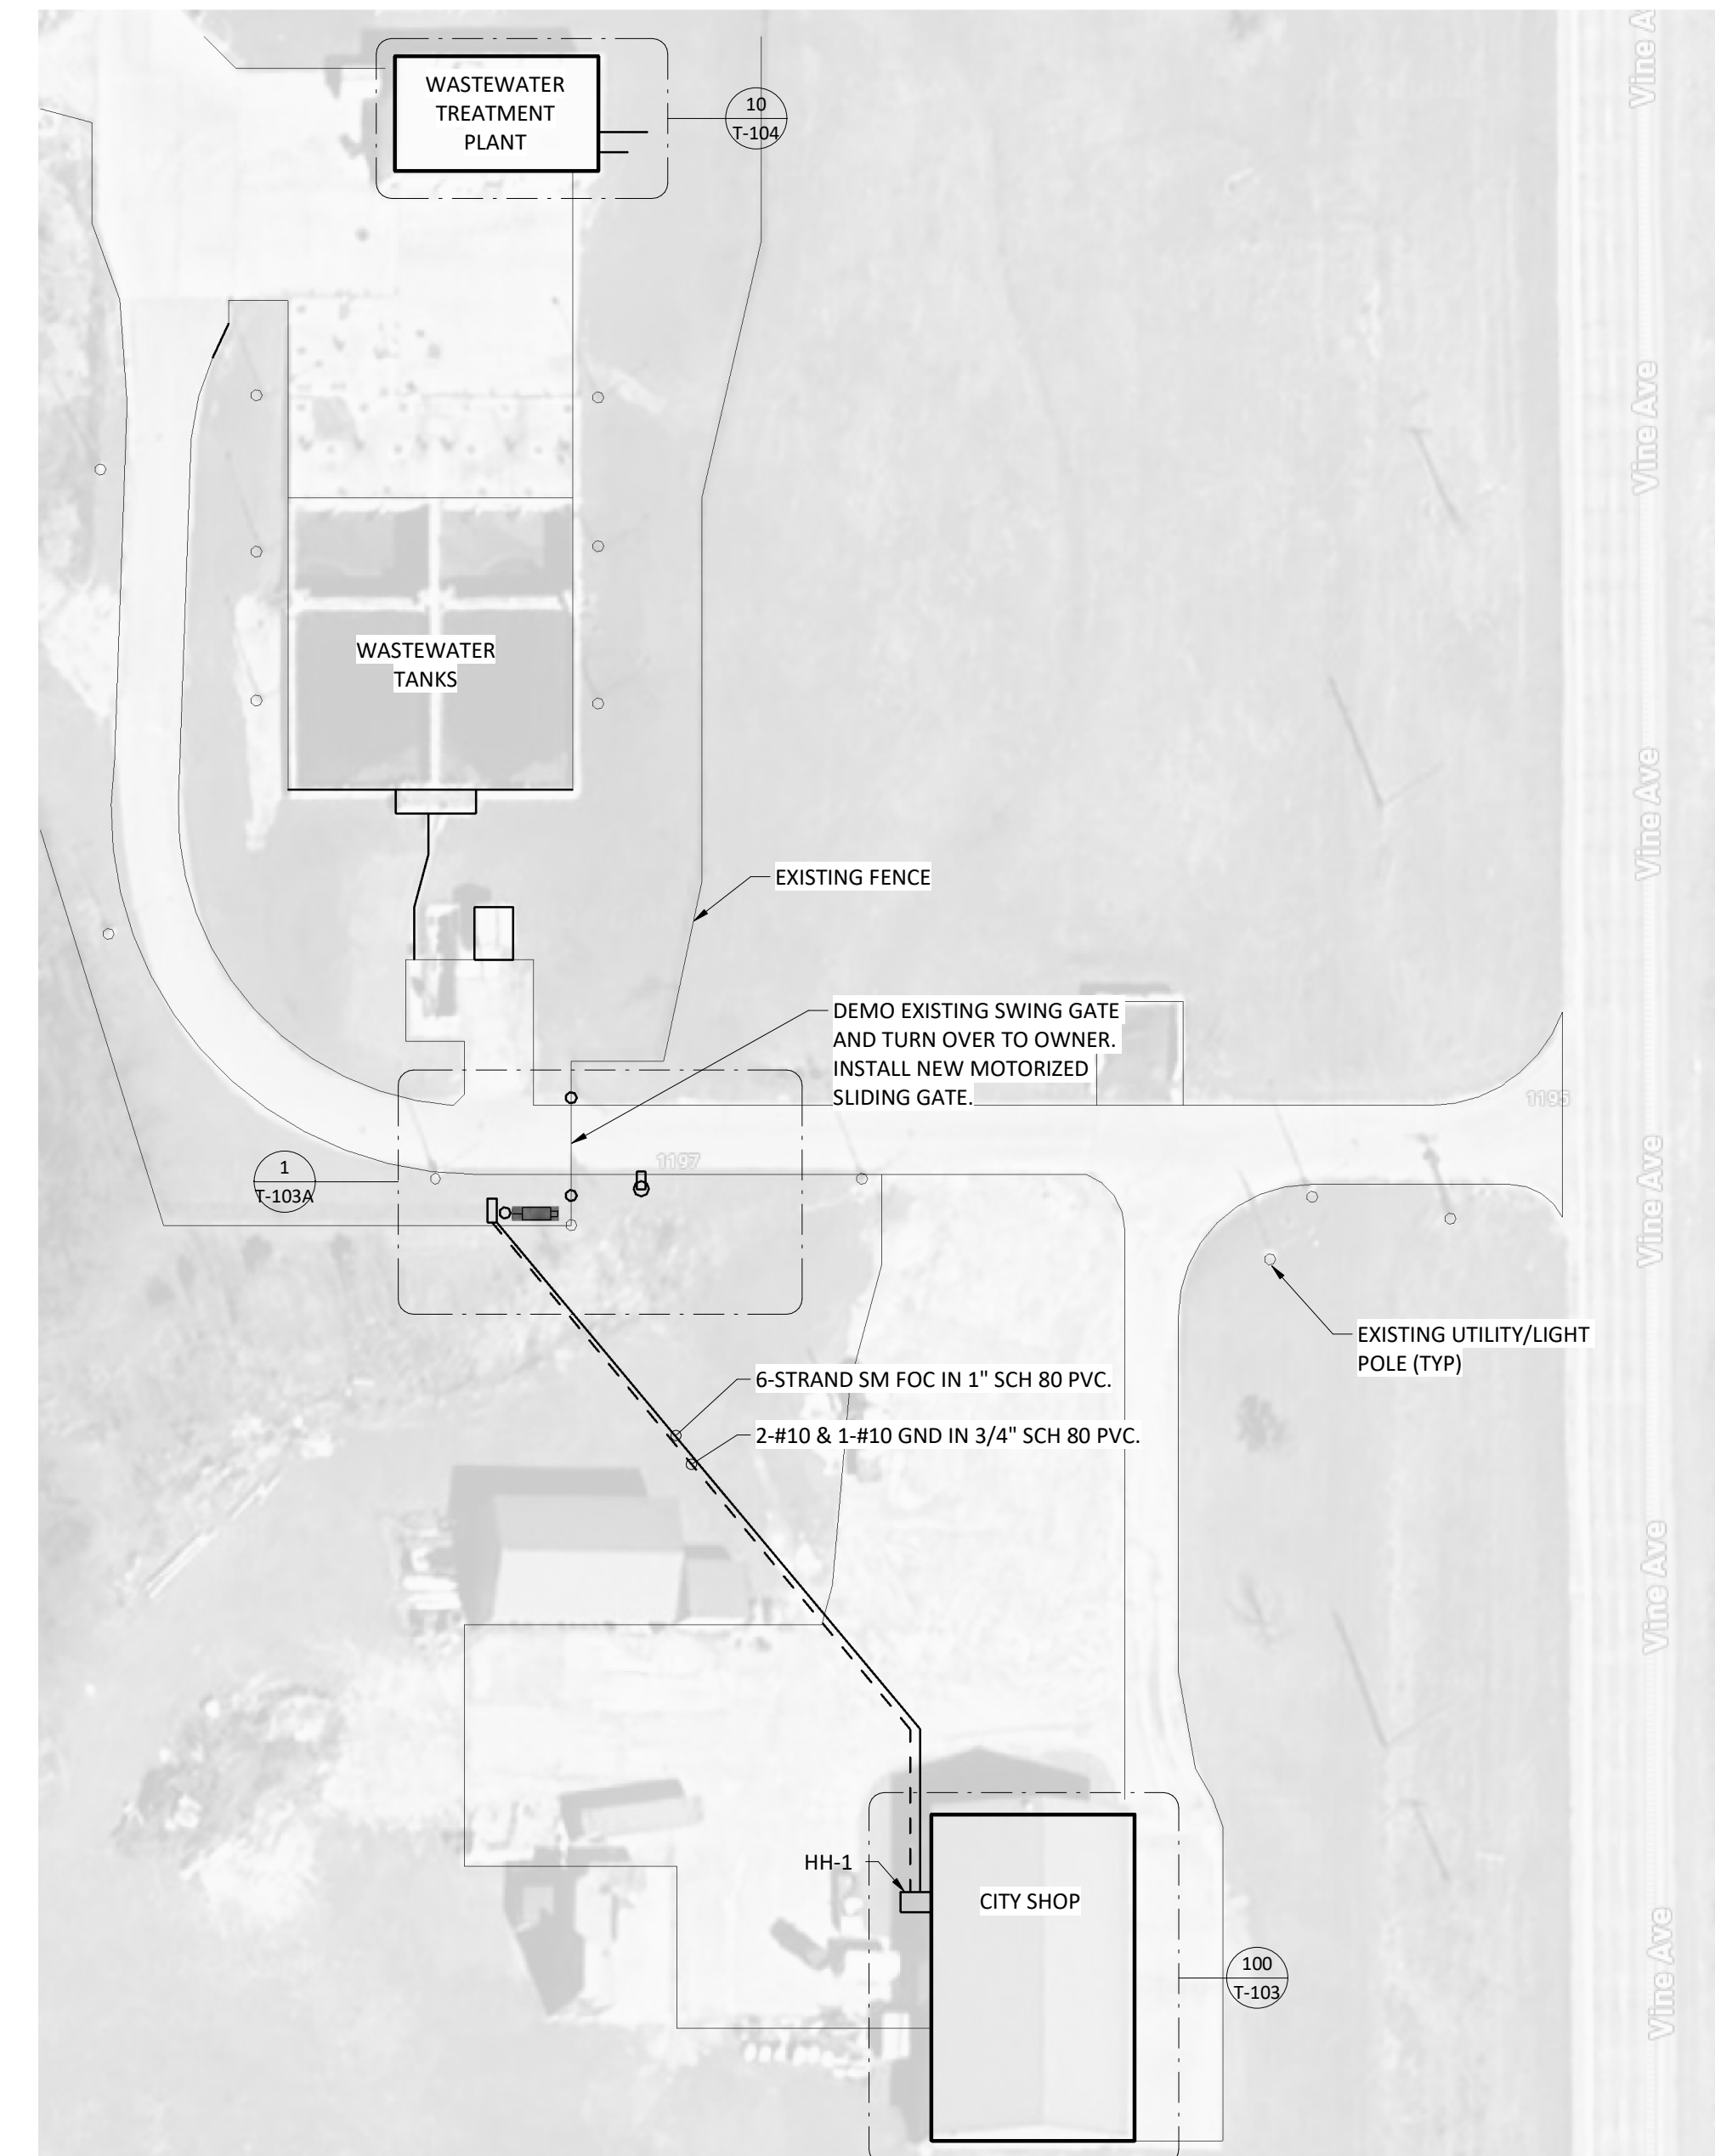 Vine A
WASTEWATER
TREATMENT
PLANT
10
T-104
Vine Ave
WASTEWATER
TANKS
Vine Ave
EXISTING FENCE
DEMO EXISTING SWING GATE
AND TURN OVER TO OWNER.
INSTALL NEW MOTORIZED
SLIDING GATE.
1195
1
T-103A
1197
Vine Ave
EXISTING UTILITY/LIGHT
POLE (TYP)
6-STRAND SM FOC IN 1" SCH 80 PVC.
2-#10 & 1-#10 GND IN 3/4" SCH 80 PVC.
Vine Ave
HH-1
CITY SHOP
100
T-103
Vine Ave